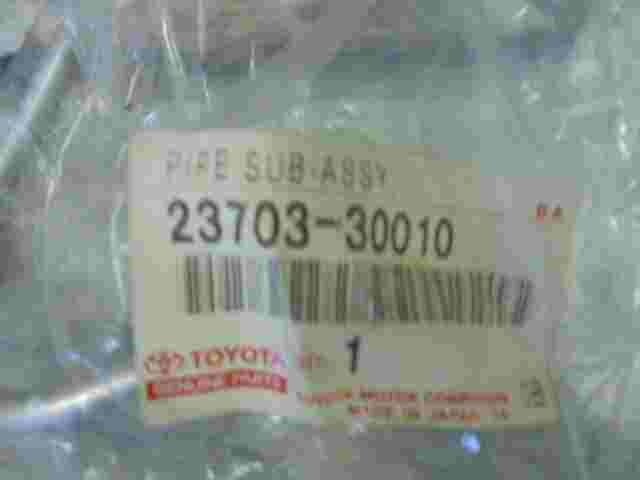 PIPE SUB-ASSY
23703-30010
TOYOTA
GENUINE PARTS
1
TOYOTA MOTOR CORPORATION
MADE IN JAPAN